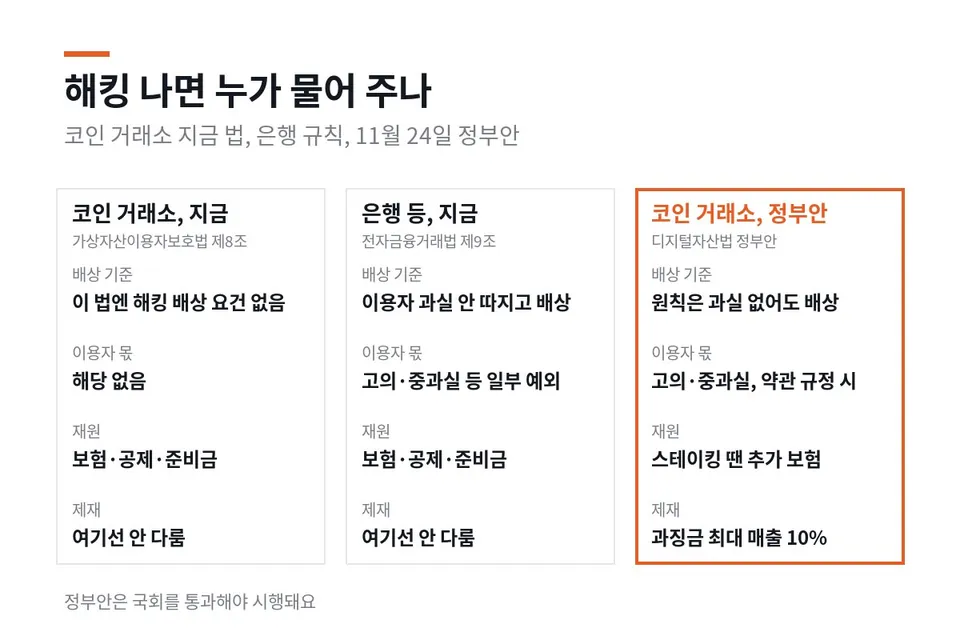 해킹 나면 누가 물어 주나
코인 거래소 지금 법, 은행 규칙, 11월 24일 정부안
코인 거래소, 지금
가상자산이용자보호법 제8조
배상 기준
이 법엔 해킹 배상 요건 없음
이용자 몫
해당 없음
재원
보험·공제·준비금
제재
여기선 안 다룸
은행 등, 지금
전자금융거래법 제9조
배상 기준
이용자 과실 안 따지고 배상
이용자 몫
고의·중과실 등 일부 예외
재원
보험·공제·준비금
제재
여기선 안 다룸
코인 거래소, 정부안
디지털자산법 정부안
배상 기준
원칙은 과실 없어도 배상
이용자 몫
고의·중과실, 약관 규정 시
재원
스테이킹 땐 추가 보험
제재
과징금 최대 매출 10%
정부안은 국회를 통과해야 시행돼요